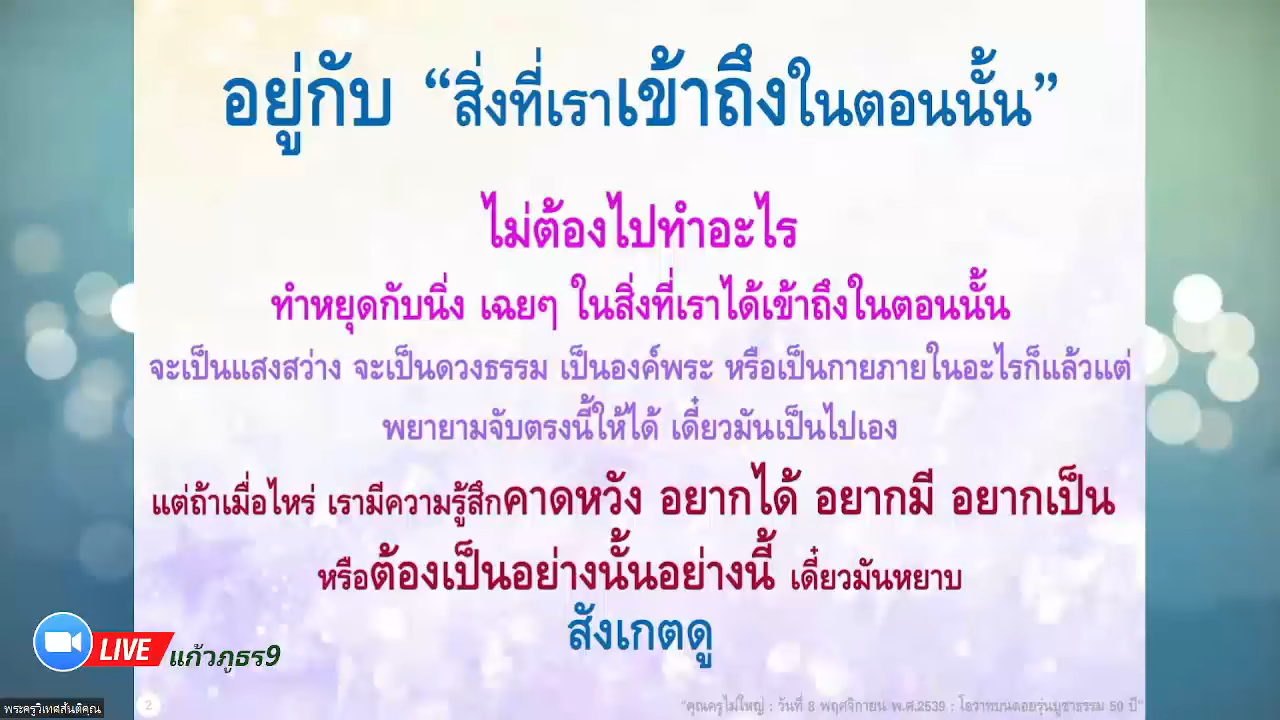 อยู่กับ “สิ่งที่เราเข้าถึงในตอนนั้น”
ไม่ต้องไปทำอะไร
ทำหยุดกับนิ่ง เฉยๆ ในสิ่งที่เราได้เข้าถึงในตอนนั้น
จะเป็นแสงสว่าง จะเป็นดวงธรรม เป็นองค์พระ หรือเป็นกายภายในอะไรก็แล้วแต่
พยายามจับตรงนี้ให้ได้ เดี๋ยวมันเป็นไปเอง
แต่ถ้าเมื่อไหร่ เรามีความรู้สึกคาดหวัง อยากได้ อยากมี อยากเป็น
หรือต้องเป็นอย่างนั้นอย่างนี้ เดี๋ยวมันหยาบ
สังเกตดู
LIVE แก้วภูธร9
พระครูวิเทศสันติคุณ
2
"คุณครูไม่ใหญ่ : วันที่ 8 พฤศจิกายน พ.ศ.2539 : โอวาทบนดอยรุ่นบูชาธรรม 50 ปี"